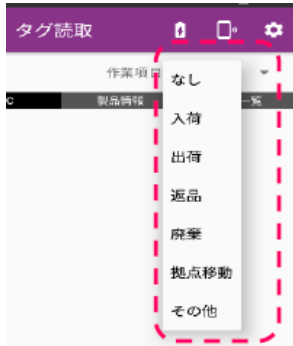 タグ読取
作業項目
なし
C 製品情報 一覧
入荷
出荷
返品
廃棄
拠点移動
その他